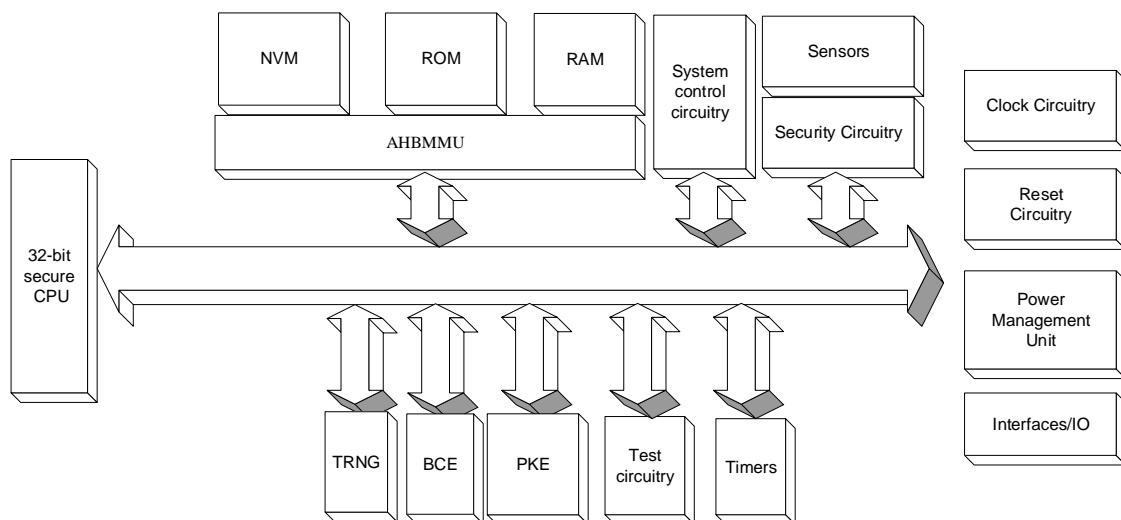 NVM
ROM
RAM
System
control
circuitry
Sensors
Security Circuitry
AHBMMU
Clock Circuitry
Reset
Circuitry
Power
Management
Unit
Interfaces/IO
32-bit
secure
CPU
TRNG
BCE
PKE
Test
circuitry
Timers